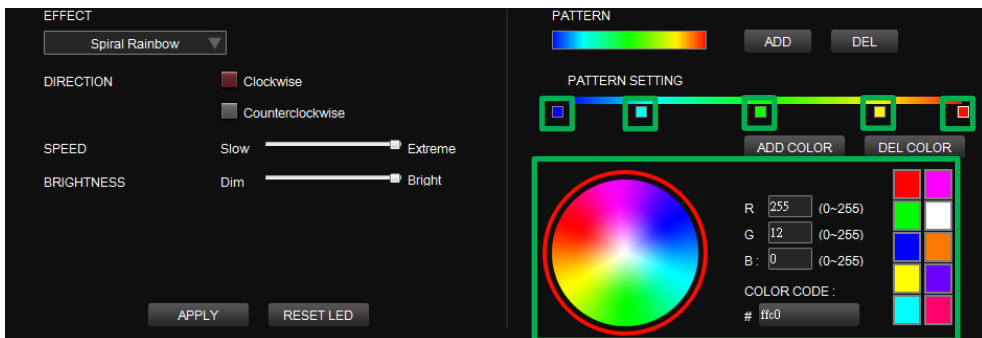 EFFECT
Spiral Rainbow
DIRECTION
Clockwise
Counterclockwise
SPEED
Slow
Extreme
BRIGHTNESS
Dim
Bright
APPLY
RESET LED
PATTERN
ADD
DEL
PATTERN SETTING
ADD COLOR
DEL COLOR
R 255 (0~255)
G 12 (0~255)
B: 0 (0~255)
COLOR CODE :
# ffc0